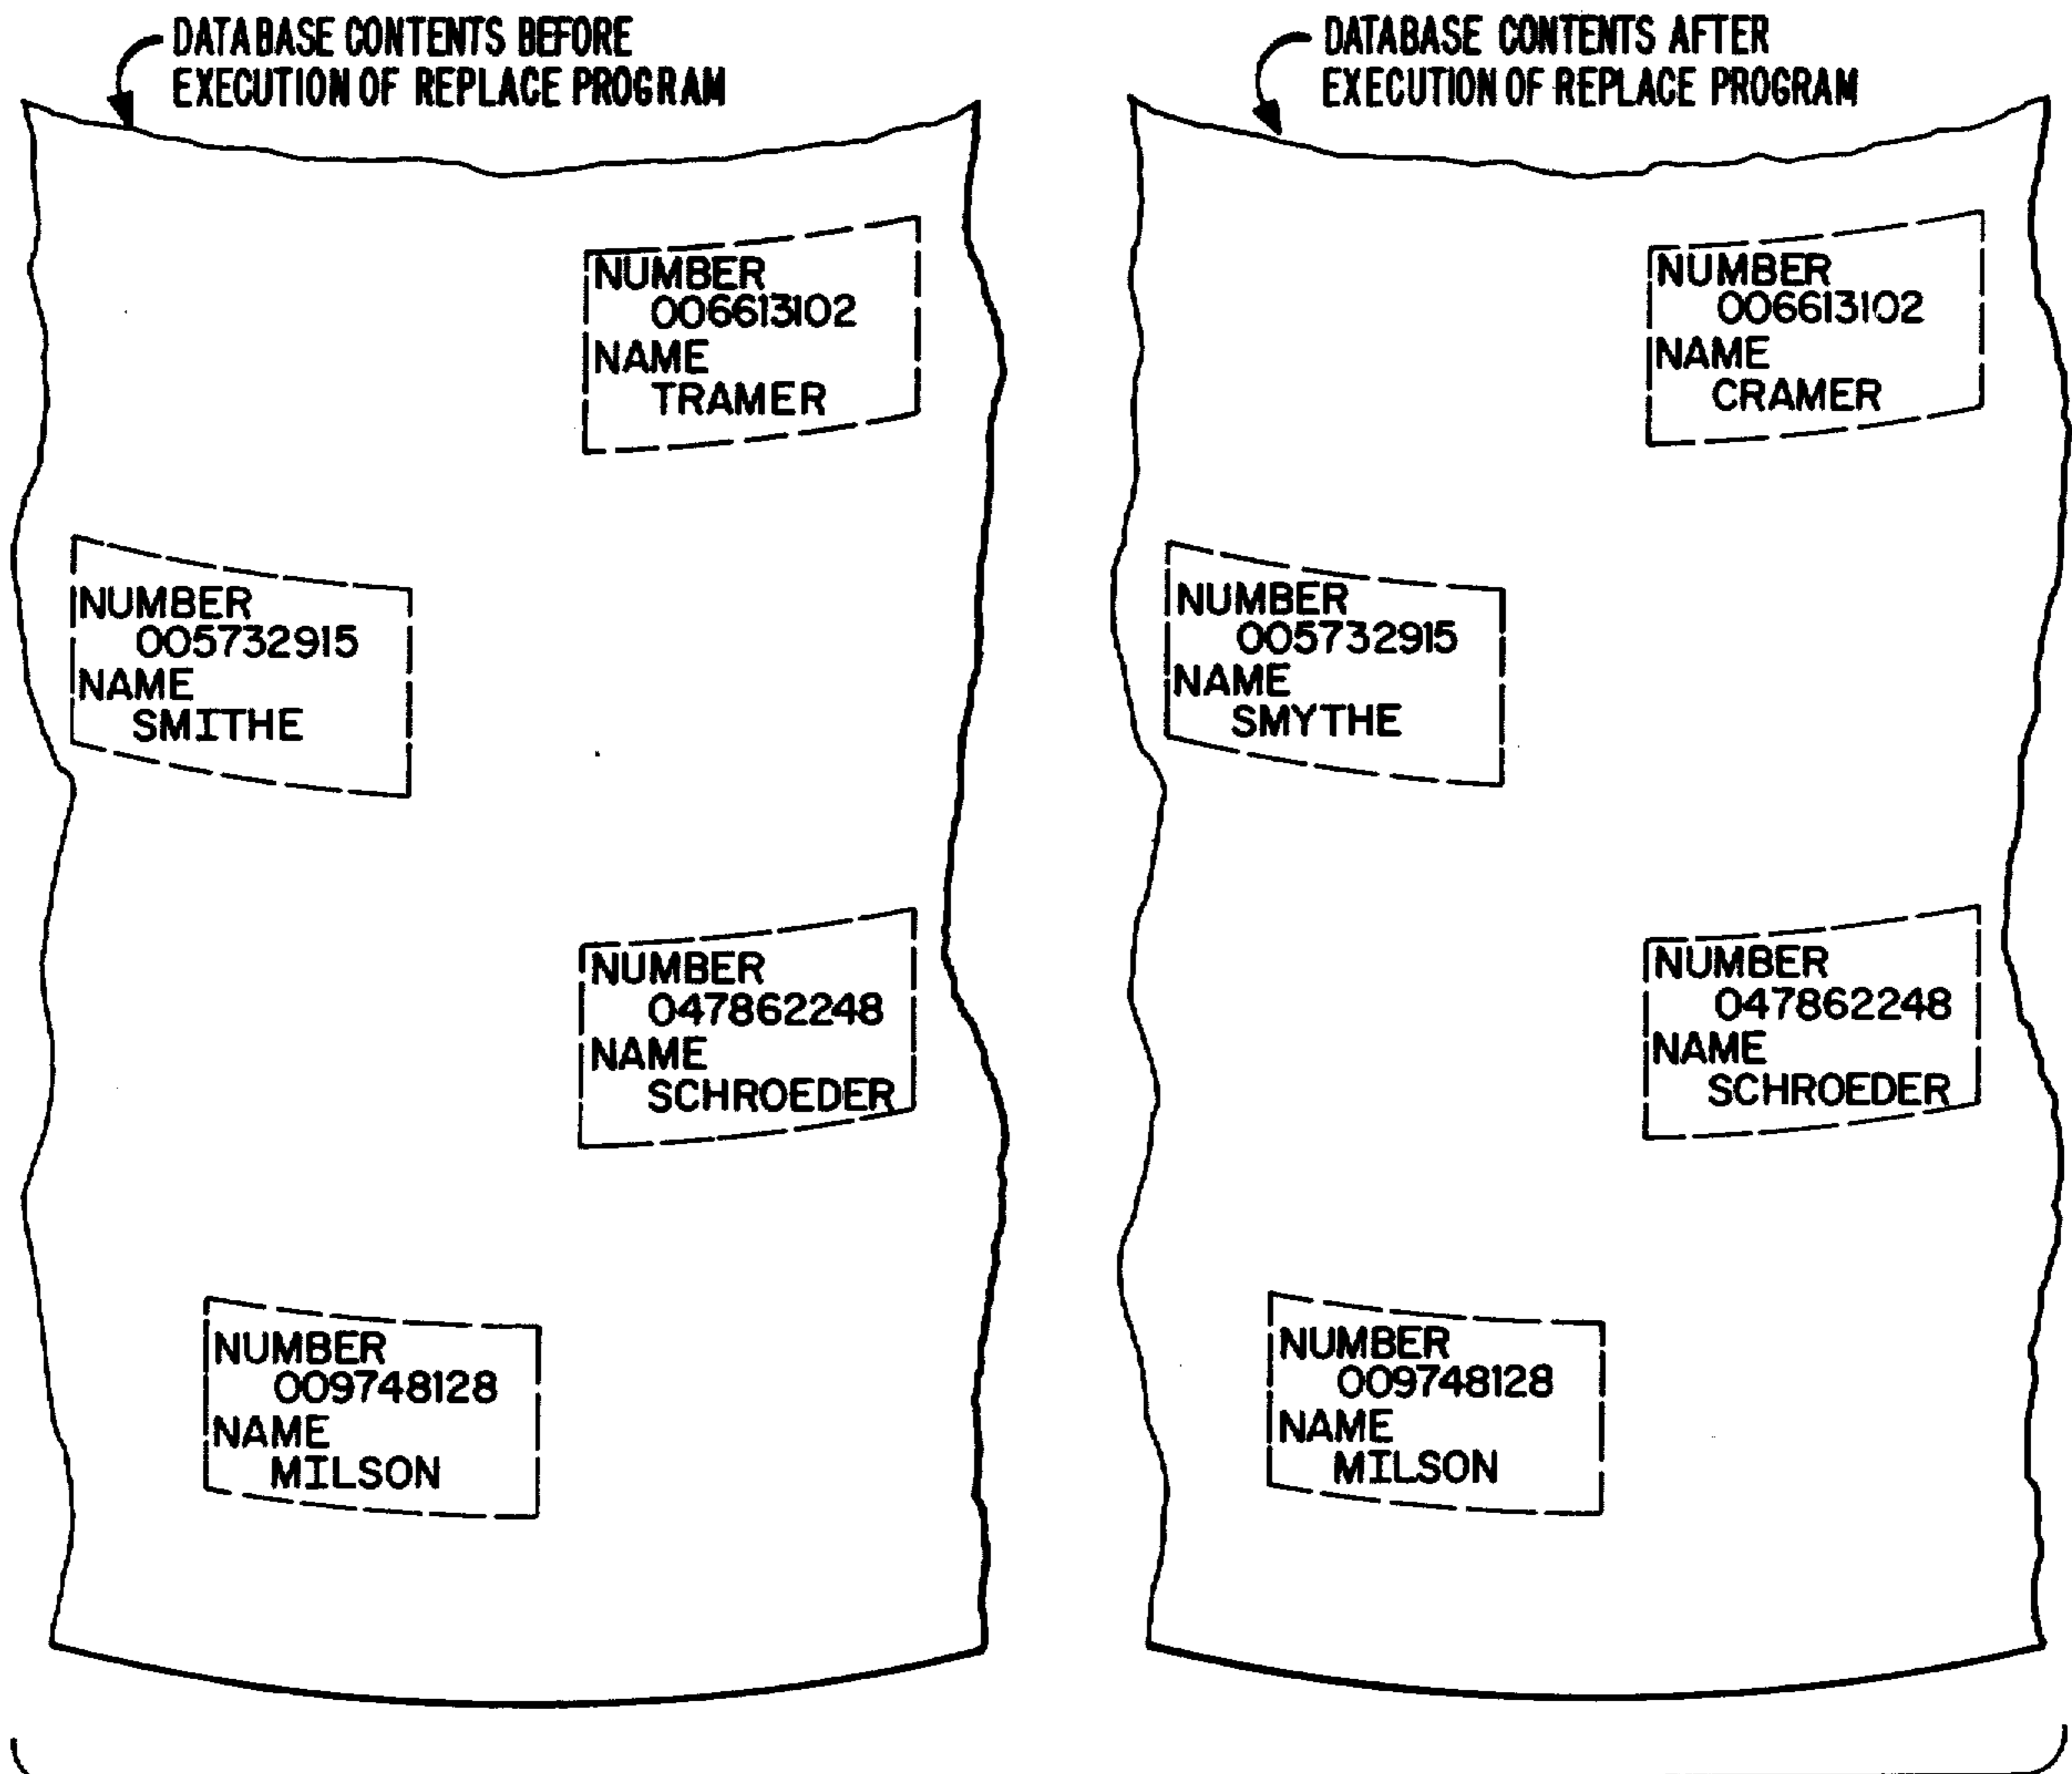 DATABASE CONTENTS BEFORE
EXECUTION OF REPLACE PROGRAM
NUMBER
006613102
NAME
TRAMER
NUMBER
005732915
NAME
SMITHE
NUMBER
047862248
NAME
SCHROEDER
NUMBER
009748128
NAME
MILSON
DATABASE CONTENTS AFTER
EXECUTION OF REPLACE PROGRAM
NUMBER
006613102
NAME
CRAMER
NUMBER
005732915
NAME
SMYTHE
NUMBER
047862248
NAME
SCHROEDER
NUMBER
009748128
NAME
MILSON